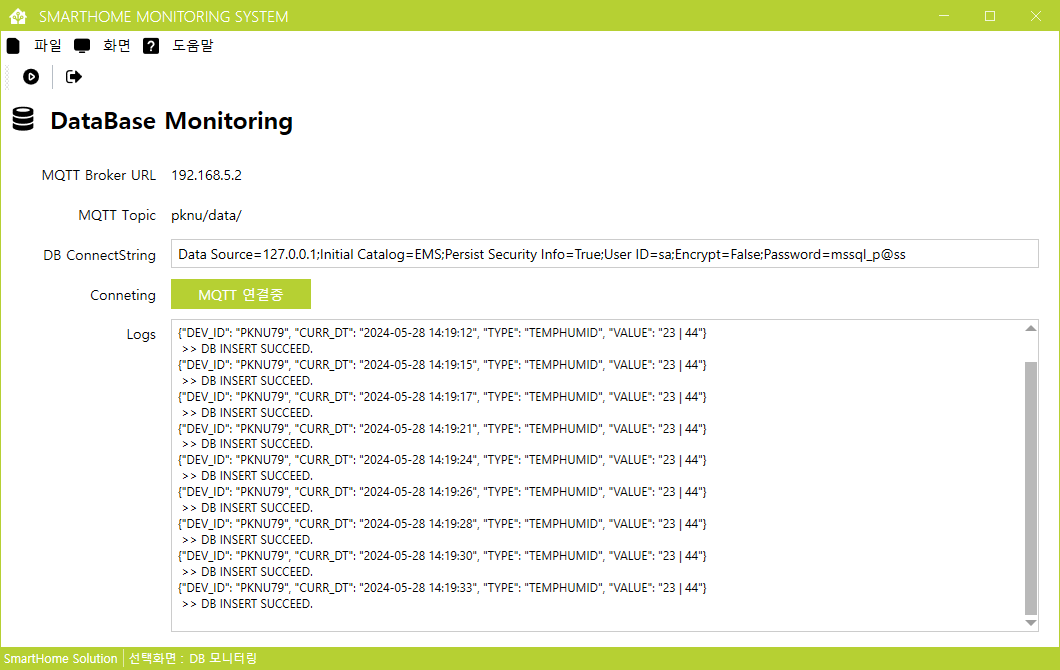 SMARTHOME MONITORING SYSTEM
파일 화면 ? 도움말
DataBase Monitoring
MQTT Broker URL 192.168.5.2
MQTT Topic pknu/data/
DB ConnectString Data Source=127.0.0.1;Initial Catalog=EMS;Persist Security Info=True;User ID=sa;Encrypt=False;Password=mssql_p@ss
Conneting MQTT 연결중
Logs {"DEV_ID": "PKNU79", "CURR_DT": "2024-05-28 14:19:12", "TYPE": "TEMPHUMID", "VALUE": "23 | 44"}
>> DB INSERT SUCCEED.
{"DEV_ID": "PKNU79", "CURR_DT": "2024-05-28 14:19:15", "TYPE": "TEMPHUMID", "VALUE": "23 | 44"}
>> DB INSERT SUCCEED.
{"DEV_ID": "PKNU79", "CURR_DT": "2024-05-28 14:19:17", "TYPE": "TEMPHUMID", "VALUE": "23 | 44"}
>> DB INSERT SUCCEED.
{"DEV_ID": "PKNU79", "CURR_DT": "2024-05-28 14:19:21", "TYPE": "TEMPHUMID", "VALUE": "23 | 44"}
>> DB INSERT SUCCEED.
{"DEV_ID": "PKNU79", "CURR_DT": "2024-05-28 14:19:24", "TYPE": "TEMPHUMID", "VALUE": "23 | 44"}
>> DB INSERT SUCCEED.
{"DEV_ID": "PKNU79", "CURR_DT": "2024-05-28 14:19:26", "TYPE": "TEMPHUMID", "VALUE": "23 | 44"}
>> DB INSERT SUCCEED.
{"DEV_ID": "PKNU79", "CURR_DT": "2024-05-28 14:19:28", "TYPE": "TEMPHUMID", "VALUE": "23 | 44"}
>> DB INSERT SUCCEED.
{"DEV_ID": "PKNU79", "CURR_DT": "2024-05-28 14:19:30", "TYPE": "TEMPHUMID", "VALUE": "23 | 44"}
>> DB INSERT SUCCEED.
{"DEV_ID": "PKNU79", "CURR_DT": "2024-05-28 14:19:33", "TYPE": "TEMPHUMID", "VALUE": "23 | 44"}
>> DB INSERT SUCCEED.
SmartHome Solution 선택화면 : DB 모니터링